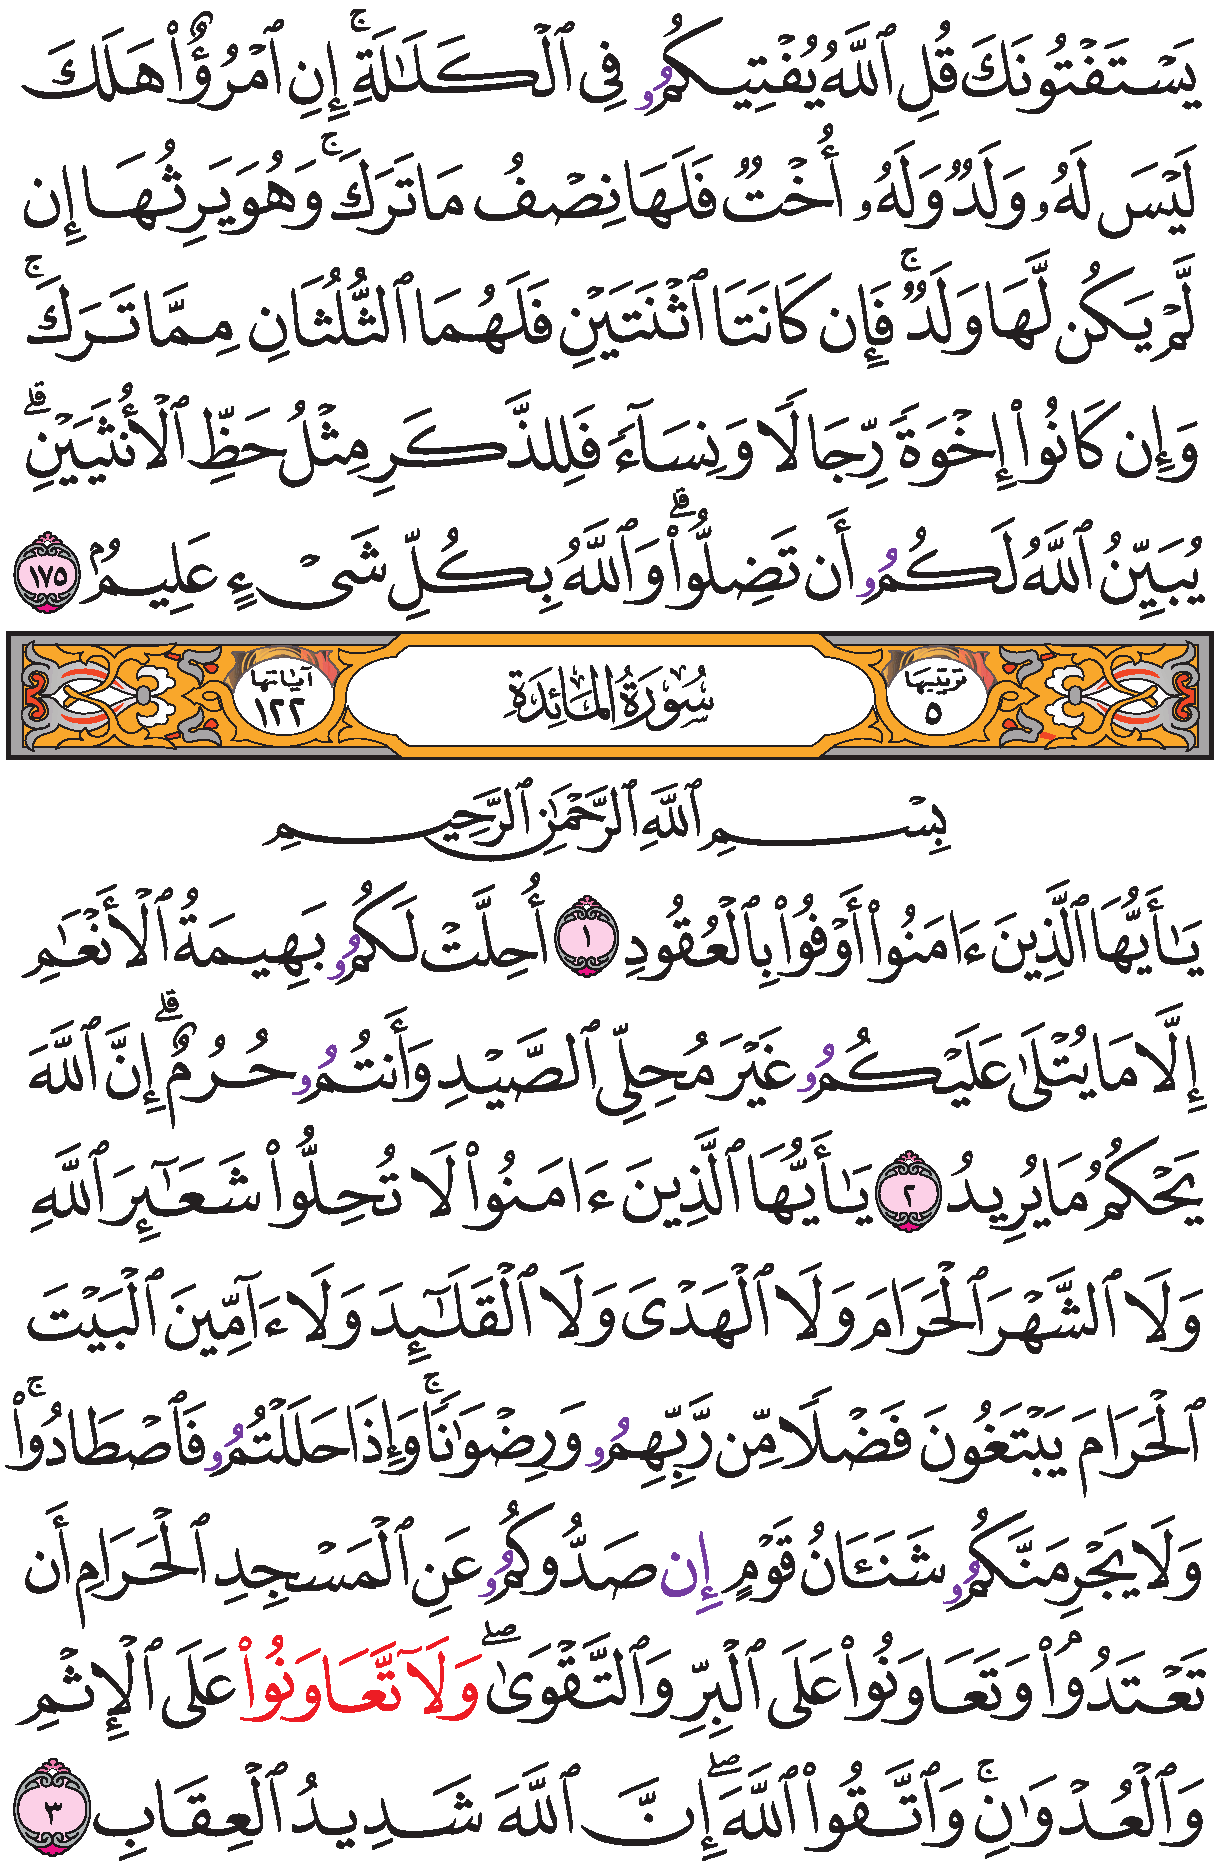 يَسْتَفْتُونَكَ قُلِ ٱللَّهُ يُفْتِيكُمُۥ فِى ٱلْكَلَٰلَةِۚ إِنِ ٱمْرُؤٌا۟ هَلَكَ
لَيْسَ لَهُۥ وَلَدٌ وَلَهُۥ أُخْتٌ فَلَهَا نِصْفُ مَا تَرَكَۚ وَهُوَ يَرِثُهَا إِن
لَّمْ يَكُن لَّهَا وَلَدٌۚ فَإِن كَانَتَا ٱثْنَتَيْنِ فَلَهُمَا ٱلثُّلُثَانِ مِمَّا تَرَكَۚ
وَإِن كَانُوا۟ إِخْوَةً رِّجَالًا وَنِسَآءً فَلِلذَّكَرِ مِثْلُ حَظِّ ٱلْأُنثَيَيْنِۗ
يُبَيِّنُ ٱللَّهُ لَكُمُۥ أَن تَضِلُّوا۟ۗ وَٱللَّهُ بِكُلِّ شَىْءٍ عَلِيمٌۢ ١٧٥
ترتيبها ٥ سُورَةُ المَائِدَةِ آياتها ١٢٢
بِسْمِ ٱللَّهِ ٱلرَّحْمَٰنِ ٱلرَّحِيمِ
يَٰٓأَيُّهَا ٱلَّذِينَ ءَامَنُوا۟ أَوْفُوا۟ بِٱلْعُقُودِ ١ أُحِلَّتْ لَكُمُۥ بَهِيمَةُ ٱلْأَنْعَٰمِ
إِلَّا مَا يُتْلَىٰ عَلَيْكُمُۥ غَيْرَ مُحِلِّى ٱلصَّيْدِ وَأَنتُمُۥ حُرُمٌۗ إِنَّ ٱللَّهَ
يَحْكُمُ مَا يُرِيدُ ٢ يَٰٓأَيُّهَا ٱلَّذِينَ ءَامَنُوا۟ لَا تُحِلُّوا۟ شَعَٰٓئِرَ ٱللَّهِ
وَلَا ٱلشَّهْرَ ٱلْحَرَامَ وَلَا ٱلْهَدْىَ وَلَا ٱلْقَلَٰٓئِدَ وَلَا ءَآمِّينَ ٱلْبَيْتَ
ٱلْحَرَامَ يَبْتَغُونَ فَضْلًا مِّن رَّبِّهِمُۥ وَرِضْوَٰنًاۚ وَإِذَا حَلَلْتُمُۥ فَٱصْطَادُوا۟ۚ
وَلَا يَجْرِمَنَّكُمُۥ شَنَـَٔانُ قَوْمٍ إِن صَدُّوكُمُۥ عَنِ ٱلْمَسْجِدِ ٱلْحَرَامِ أَن
تَعْتَدُوا۟ۘ وَتَعَاوَنُوا۟ عَلَى ٱلْبِرِّ وَٱلتَّقْوَىٰۖ وَلَآ تَّعَاوَنُوا۟ عَلَى ٱلْإِثْمِ
وَٱلْعُدْوَٰنِۚ وَٱتَّقُوا۟ ٱللَّهَۖ إِنَّ ٱللَّهَ شَدِيدُ ٱلْعِقَابِ ٣